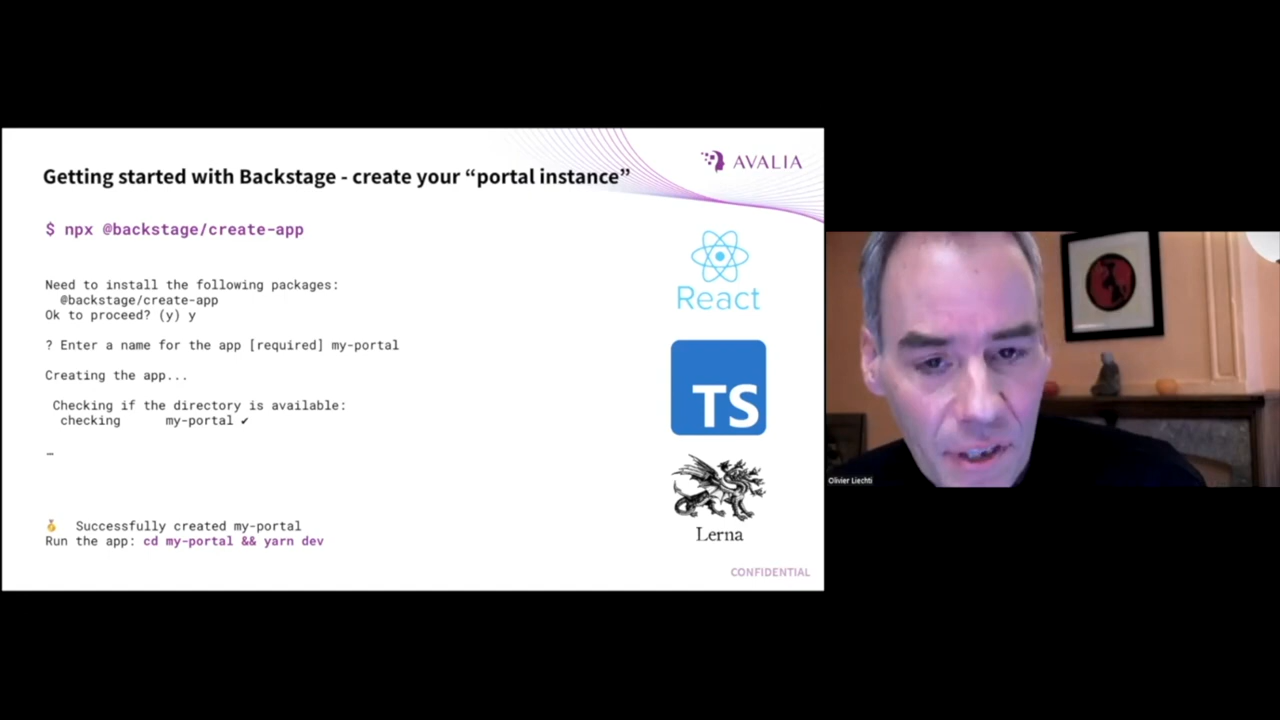 Getting started with Backstage - create your “portal instance”
AVALIA
$ npx @backstage/create-app
Need to install the following packages:
@backstage/create-app
Ok to proceed? (y) y
? Enter a name for the app [required] my-portal
Creating the app...
Checking if the directory is available:
checking my-portal ✔
…
🥇 Successfully created my-portal
Run the app: cd my-portal && yarn dev
React
TS
Lerna
CONFIDENTIAL
Olivier Liechti